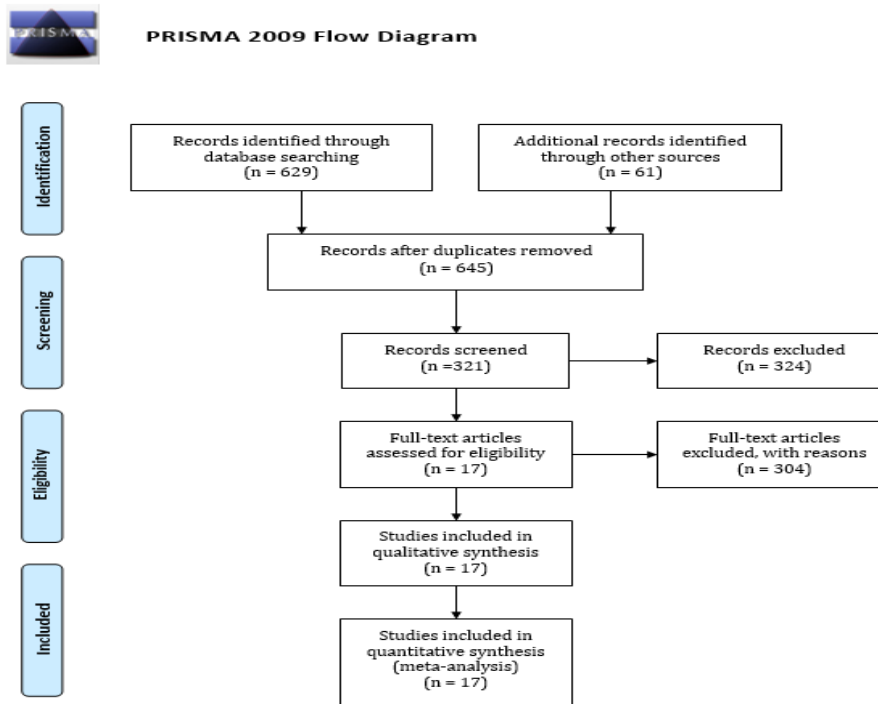 PRISMA
PRISMA 2009 Flow Diagram
Identification
Records identified through
database searching
(n = 629)
Additional records identified
through other sources
(n = 61)
Records after duplicates removed
(n = 645)
Screening
Records screened
(n =321)
Records excluded
(n = 324)
Eligibility
Full-text articles
assessed for eligibility
(n = 17)
Full-text articles
excluded, with reasons
(n = 304)
Studies included in
qualitative synthesis
(n = 17)
Included
Studies included in
quantitative synthesis
(meta-analysis)
(n = 17)